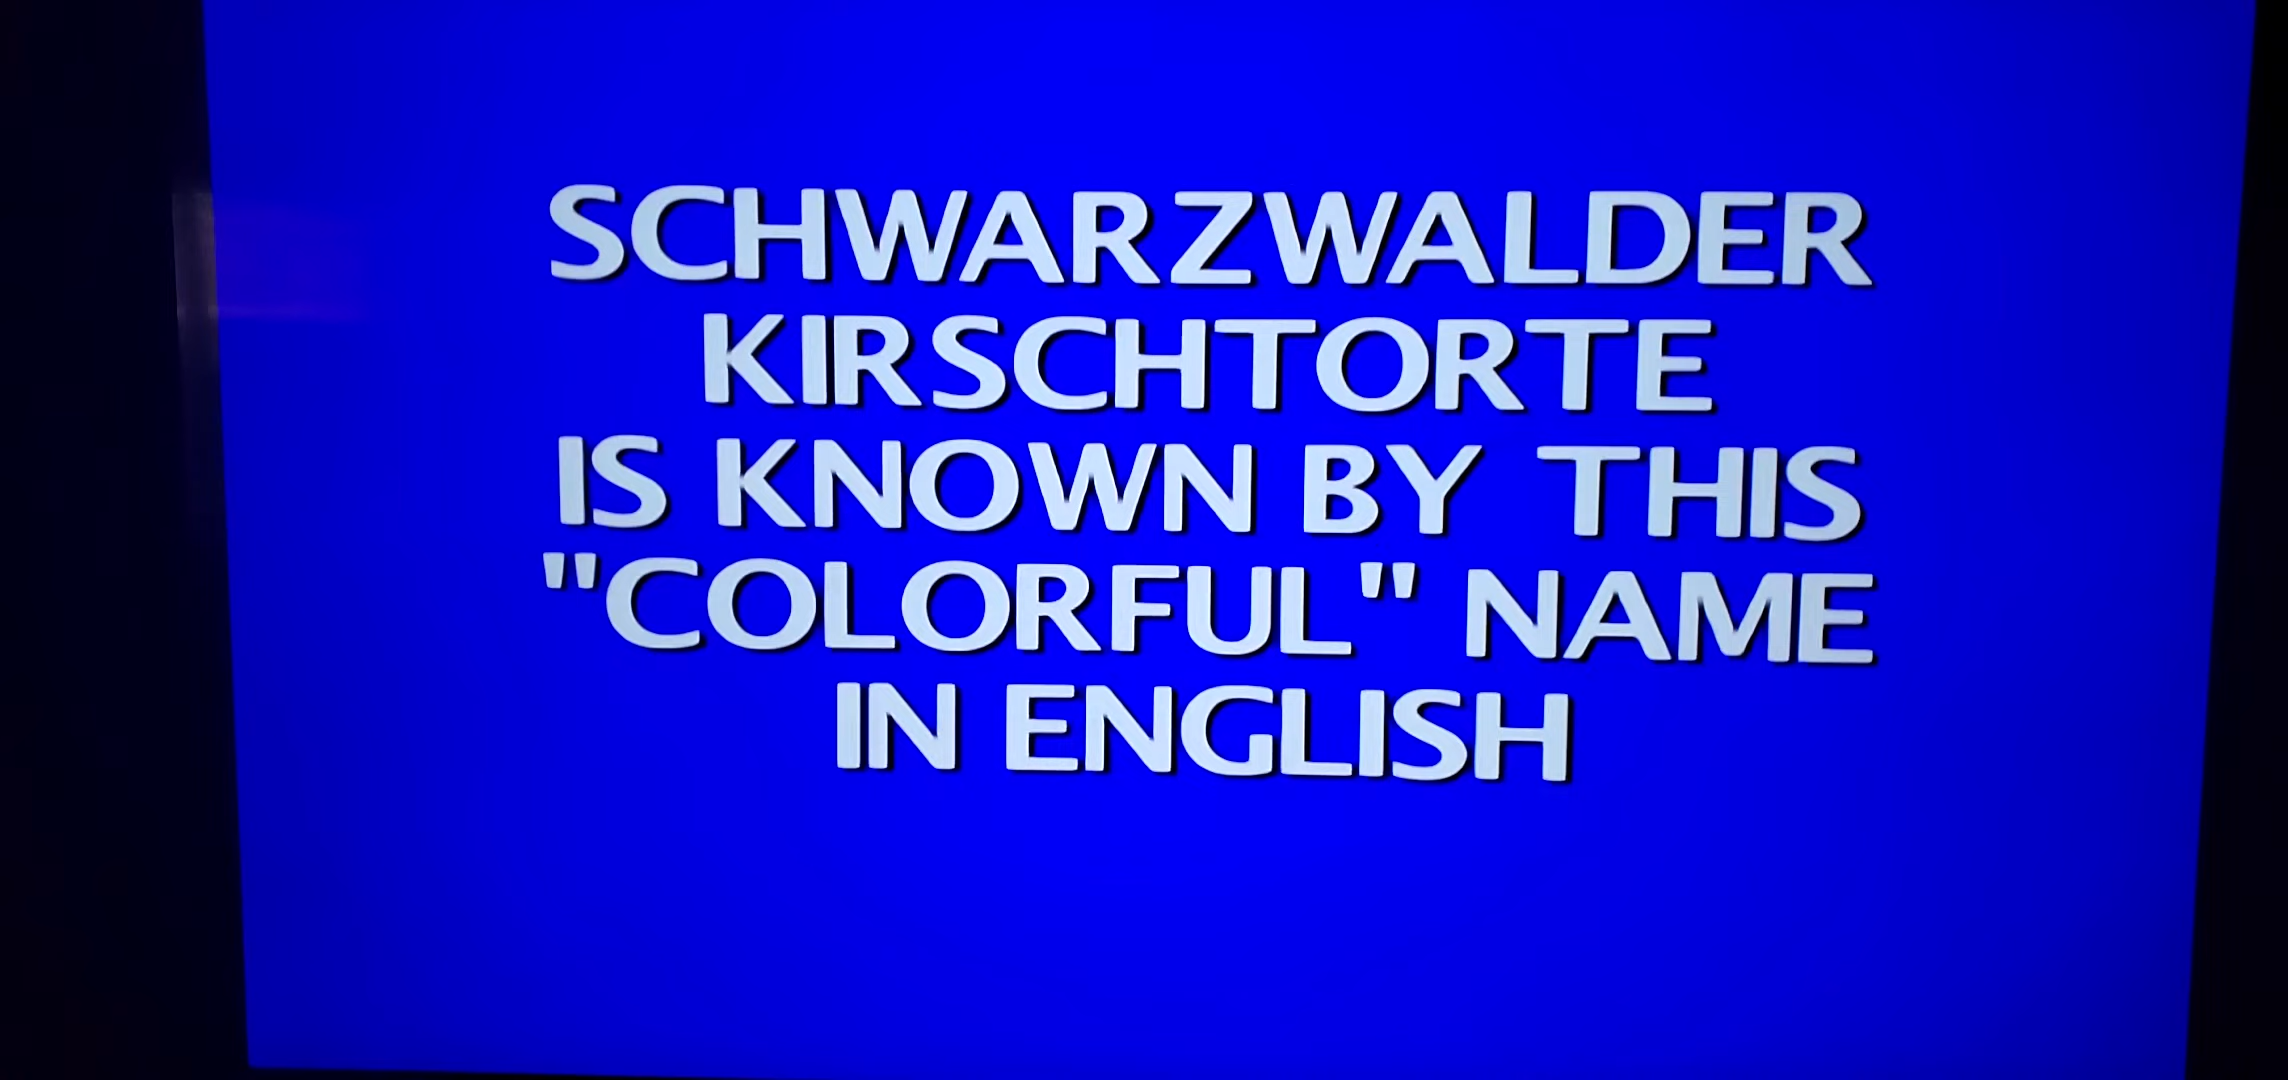 SCHWARZWALDER
KIRSCHTORTE
IS KNOWN BY THIS
"COLORFUL" NAME
IN ENGLISH